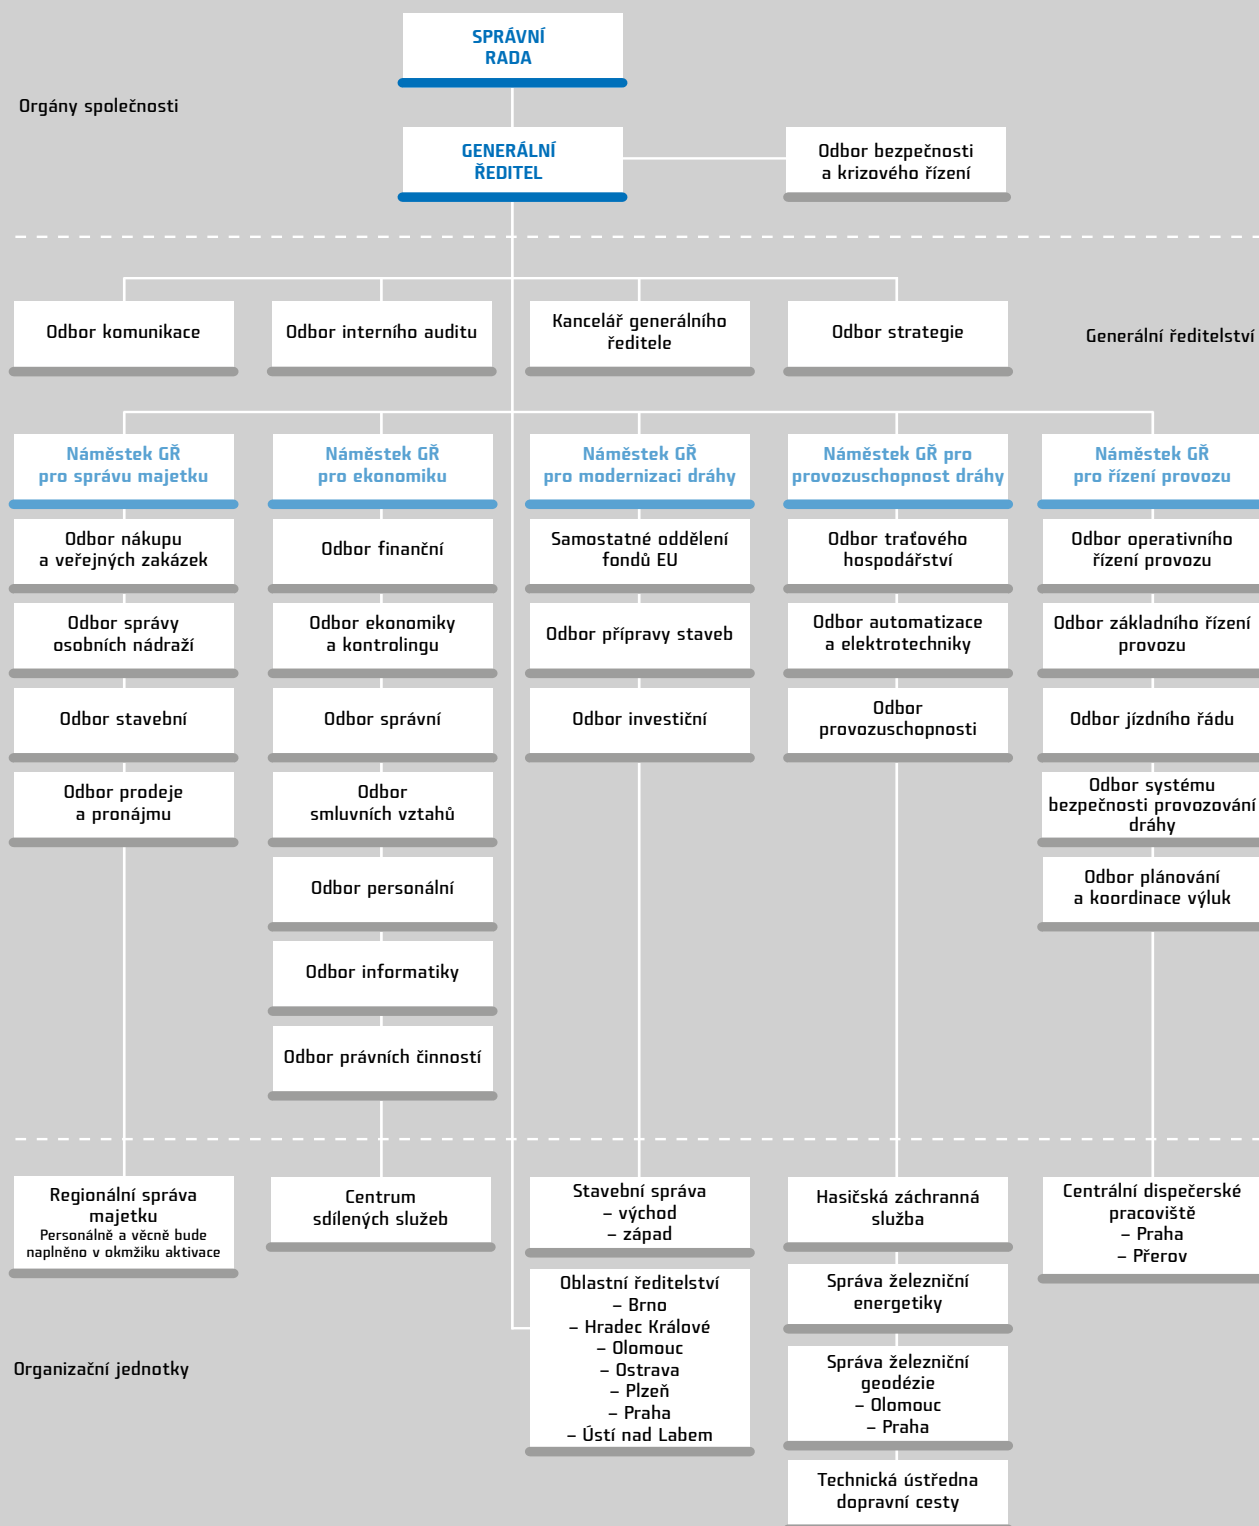 SPRÁVNÍ
RADA
Orgány společnosti
GENERÁLNÍ
ŘEDITEL
Odbor bezpečnosti
a krizového řízení
Odbor komunikace
Odbor interního auditu
Kancelář generálního
ředitele
Odbor strategie
Generální ředitelství
Náměstek GŘ
pro správu majetku
Náměstek GŘ
pro ekonomiku
Náměstek GŘ
pro modernizaci dráhy
Náměstek GŘ pro
provozuschopnost dráhy
Náměstek GŘ
pro řízení provozu
Odbor nákupu
a veřejných zakázek
Odbor finanční
Samostatné oddělení
fondů EU
Odbor traťového
hospodářství
Odbor operativního
řízení provozu
Odbor správy
osobních nádraží
Odbor ekonomiky
a kontrolingu
Odbor přípravy staveb
Odbor automatizace
a elektrotechniky
Odbor základního řízení
provozu
Odbor stavební
Odbor správní
Odbor investiční
Odbor
provozuschopnosti
Odbor jízdního řádu
Odbor prodeje
a pronájmu
Odbor
smluvních vztahů
Odbor systému
bezpečnosti provozování
dráhy
Odbor personální
Odbor plánování
a koordinace výluk
Odbor informatiky
Odbor právních činností
Regionální správa
majetku
Personálně a věcně bude
naplněno v okmžiku aktivace
Centrum
sdílených služeb
Stavební správa
– východ
– západ
Hasičská záchranná
služba
Centrální dispečerské
pracoviště
– Praha
– Přerov
Oblastní ředitelství
– Brno
– Hradec Králové
– Olomouc
– Ostrava
– Plzeň
– Praha
– Ústí nad Labem
Správa železniční
energetiky
Organizační jednotky
Správa železniční
geodézie
– Olomouc
– Praha
Technická ústředna
dopravní cesty